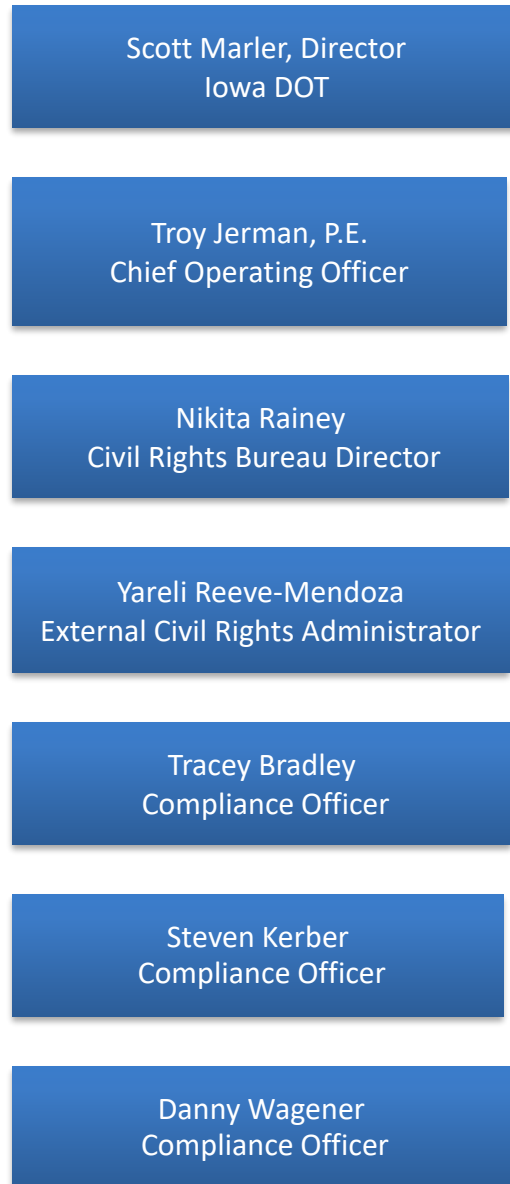 Scott Marler, Director
Iowa DOT
Troy Jerman, P.E.
Chief Operating Officer
Nikita Rainey
Civil Rights Bureau Director
Yareli Reeve-Mendoza
External Civil Rights Administrator
Tracey Bradley
Compliance Officer
Steven Kerber
Compliance Officer
Danny Wagener
Compliance Officer